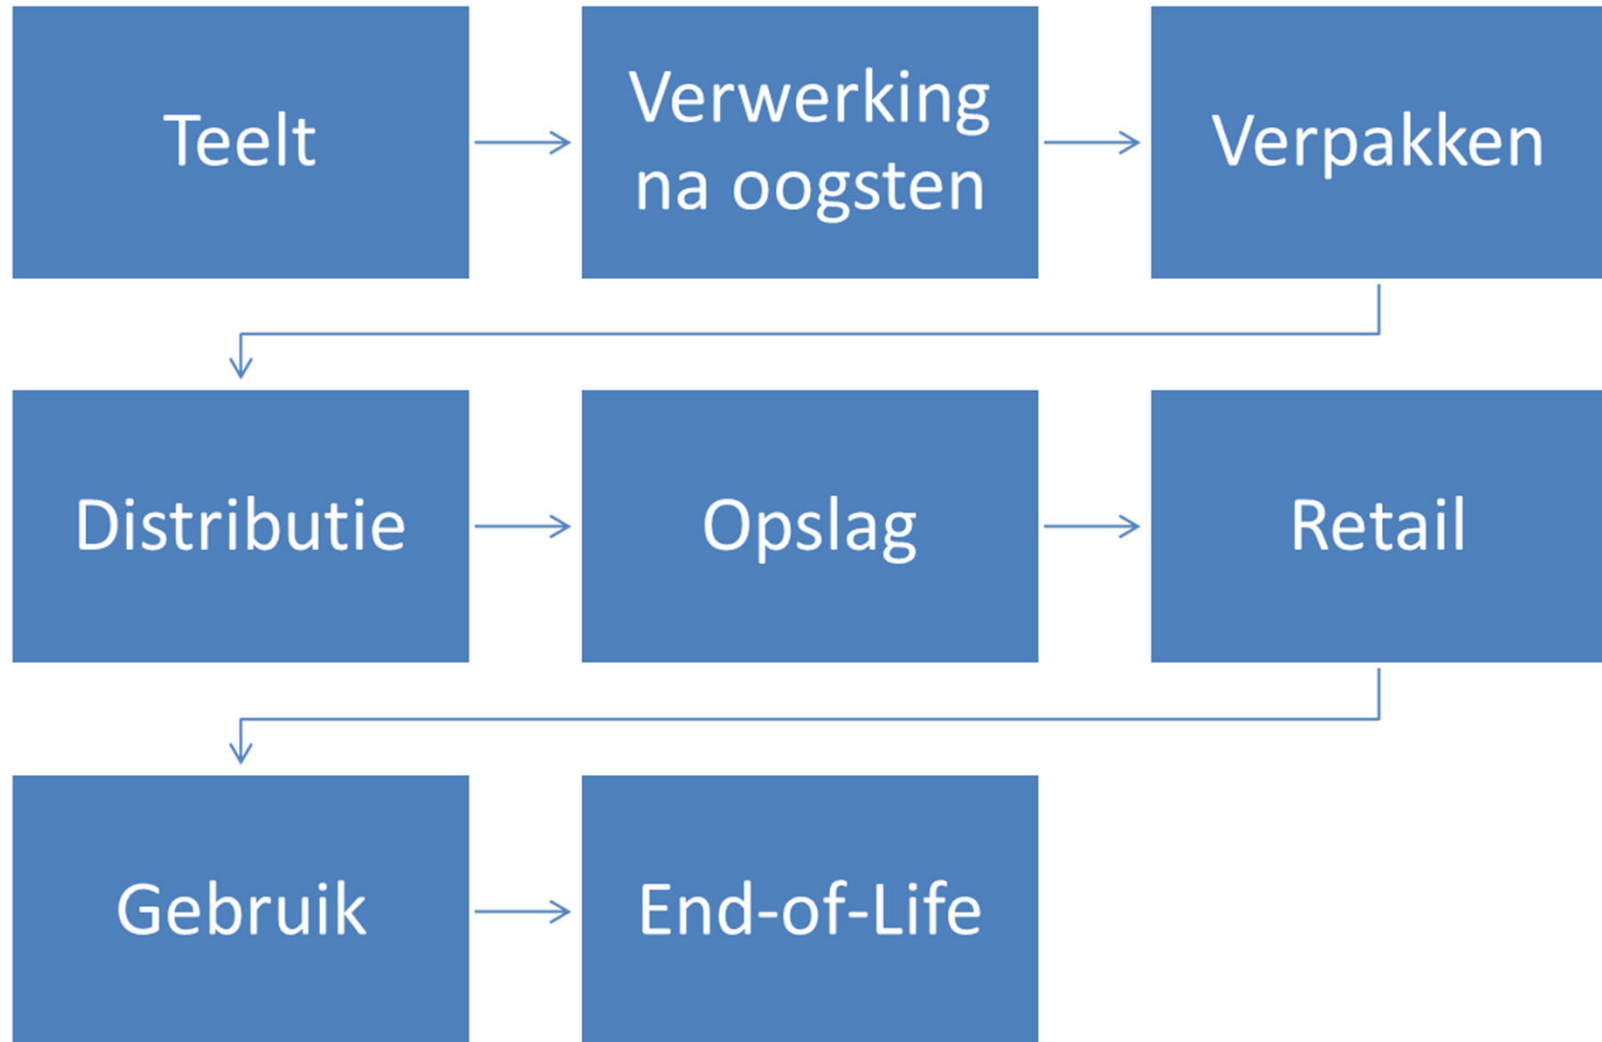 Teelt
Verwerking
na oogsten
Verpakken
Distributie
Opslag
Retail
Gebruik
End-of-Life